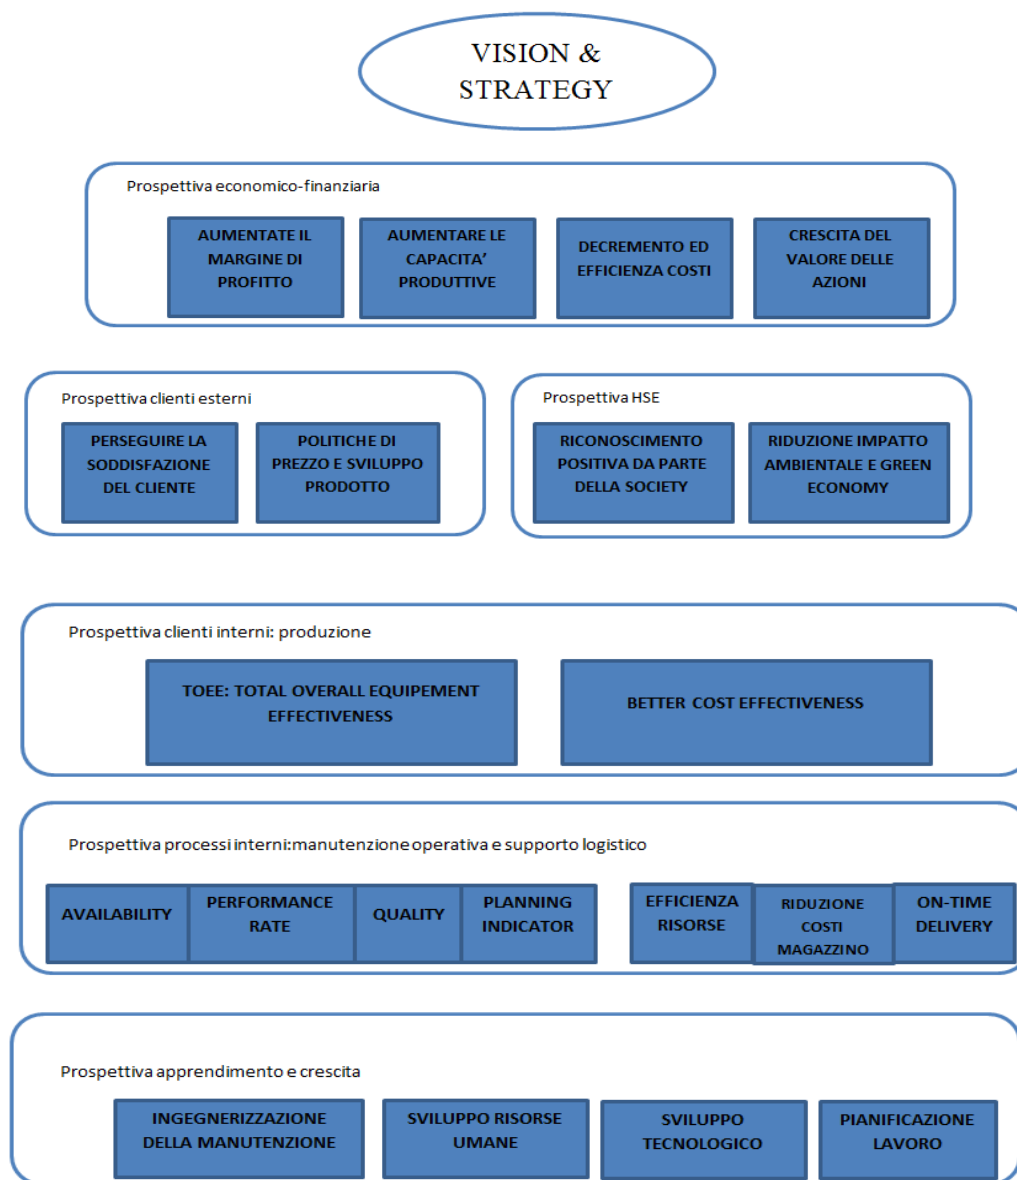 VISION &
STRATEGY
Prospettiva economico-finanziaria
AUMENTATE IL
MARGINE DI
PROFITTO
AUMENTARE LE
CAPACITA’
PRODUTTIVE
DECREMENTO ED
EFFICIENZA COSTI
CRESCITA DEL
VALORE DELLE
AZIONI
Prospettiva clienti esterni
PERSEGUIRE LA
SODDISFAZIONE
DEL CLIENTE
POLITICHE DI
PREZZO E SVILUPPO
PRODOTTO
Prospettiva HSE
RICONOSCIMENTO
POSITIVA DA PARTE
DELLA SOCIETY
RIDUZIONE IMPATTO
AMBIENTALE E GREEN
ECONOMY
Prospettiva clienti interni: produzione
TOEE: TOTAL OVERALL EQUIPEMENT
EFFECTIVENESS
BETTER COST EFFECTIVENESS
Prospettiva processi interni:manutenzione operativa e supporto logistico
AVAILABILITY
PERFORMANCE
RATE
QUALITY
PLANNING
INDICATOR
EFFICIENZA
RISORSE
RIDUZIONE
COSTI
MAGAZZINO
ON-TIME
DELIVERY
Prospettiva apprendimento e crescita
INGEGNERIZZAZIONE
DELLA MANUTENZIONE
SVILUPPO RISORSE
UMANE
SVILUPPO
TECNOLOGICO
PIANIFICAZIONE
LAVORO